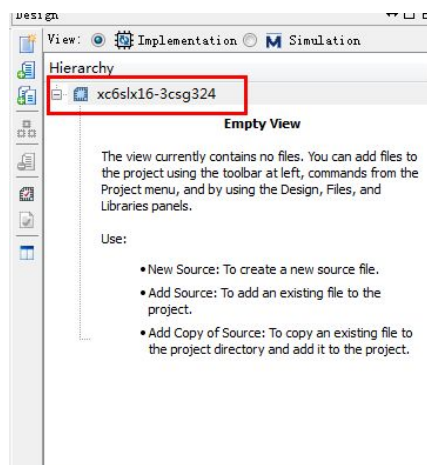 Design
View: Implementation Simulation
Hierarchy
xc6slx16-3csg324
Empty View
The view currently contains no files. You can add files to
the project using the toolbar at left, commands from the
Project menu, and by using the Design, Files, and
Libraries panels.
Use:
•New Source: To create a new source file.
•Add Source: To add an existing file to the
project.
•Add Copy of Source: To copy an existing file to
the project directory and add it to the project.